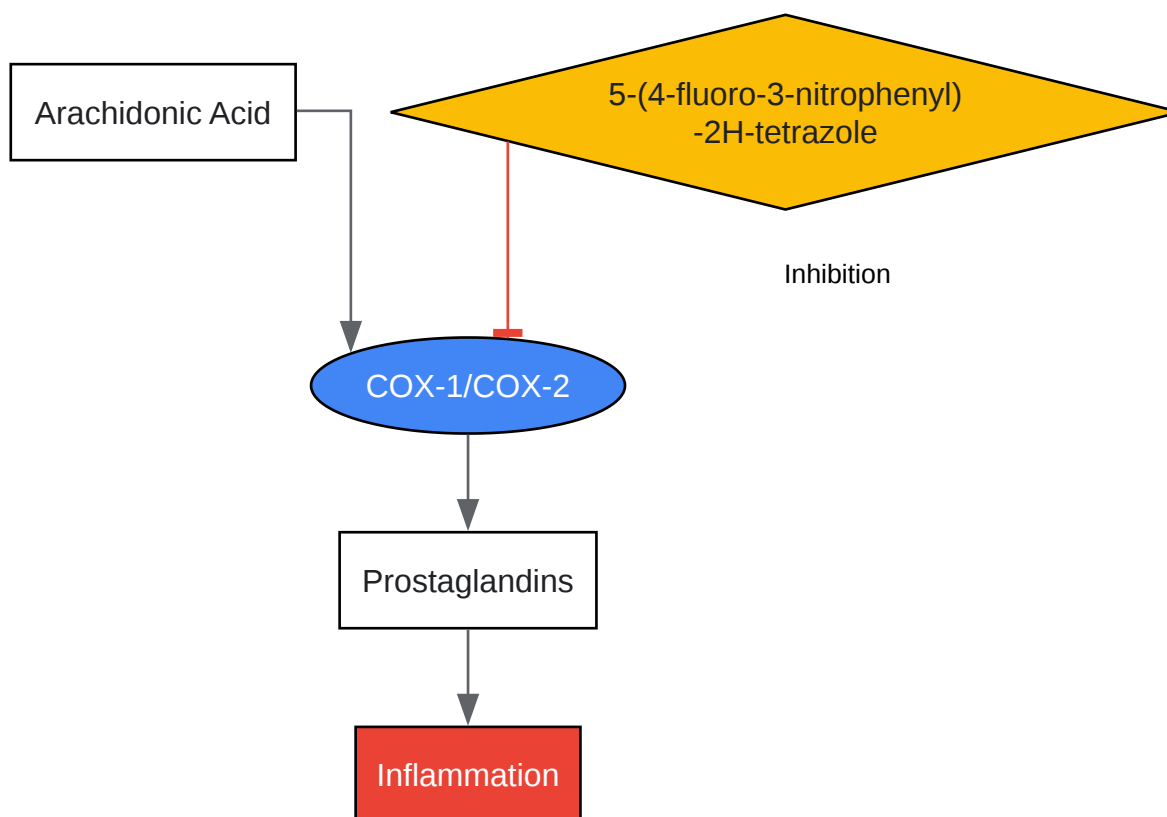 Arachidonic Acid
5-(4-fluoro-3-nitrophenyl)
-2H-tetrazole
Inhibition
COX-1/COX-2
Prostaglandins
Inflammation